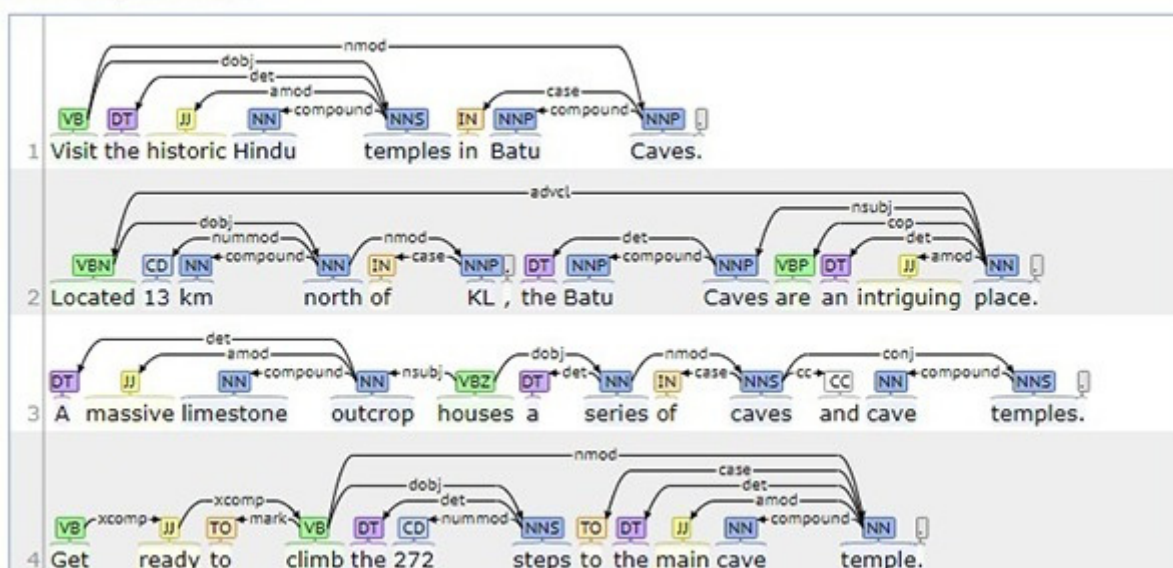 nmod
dobj
det
amod case
compound compound
VB DT JJ NN NNS IN NNP NNP .
1 Visit the historic Hindu temples in Batu Caves.
advcl
nsubj
dobj cop
nummod nmod det det
compound case compound amod
VBN CD NN NN IN NNP , DT NNP NNP VBP DT JJ NN .
2 Located 13 km north of KL , the Batu Caves are an intriguing place.
det
amod dobj nmod conj
compound nsubj det case cc compound
DT JJ NN NN VBZ DT NN IN NNS CC NN NNS .
3 A massive limestone outcrop houses a series of caves and cave temples.
nmod
case
dobj det
xcomp det amod
xcomp mark nummod compound
VB JJ TO VB DT CD NNS TO DT JJ NN NN .
4 Get ready to climb the 272 steps to the main cave temple.